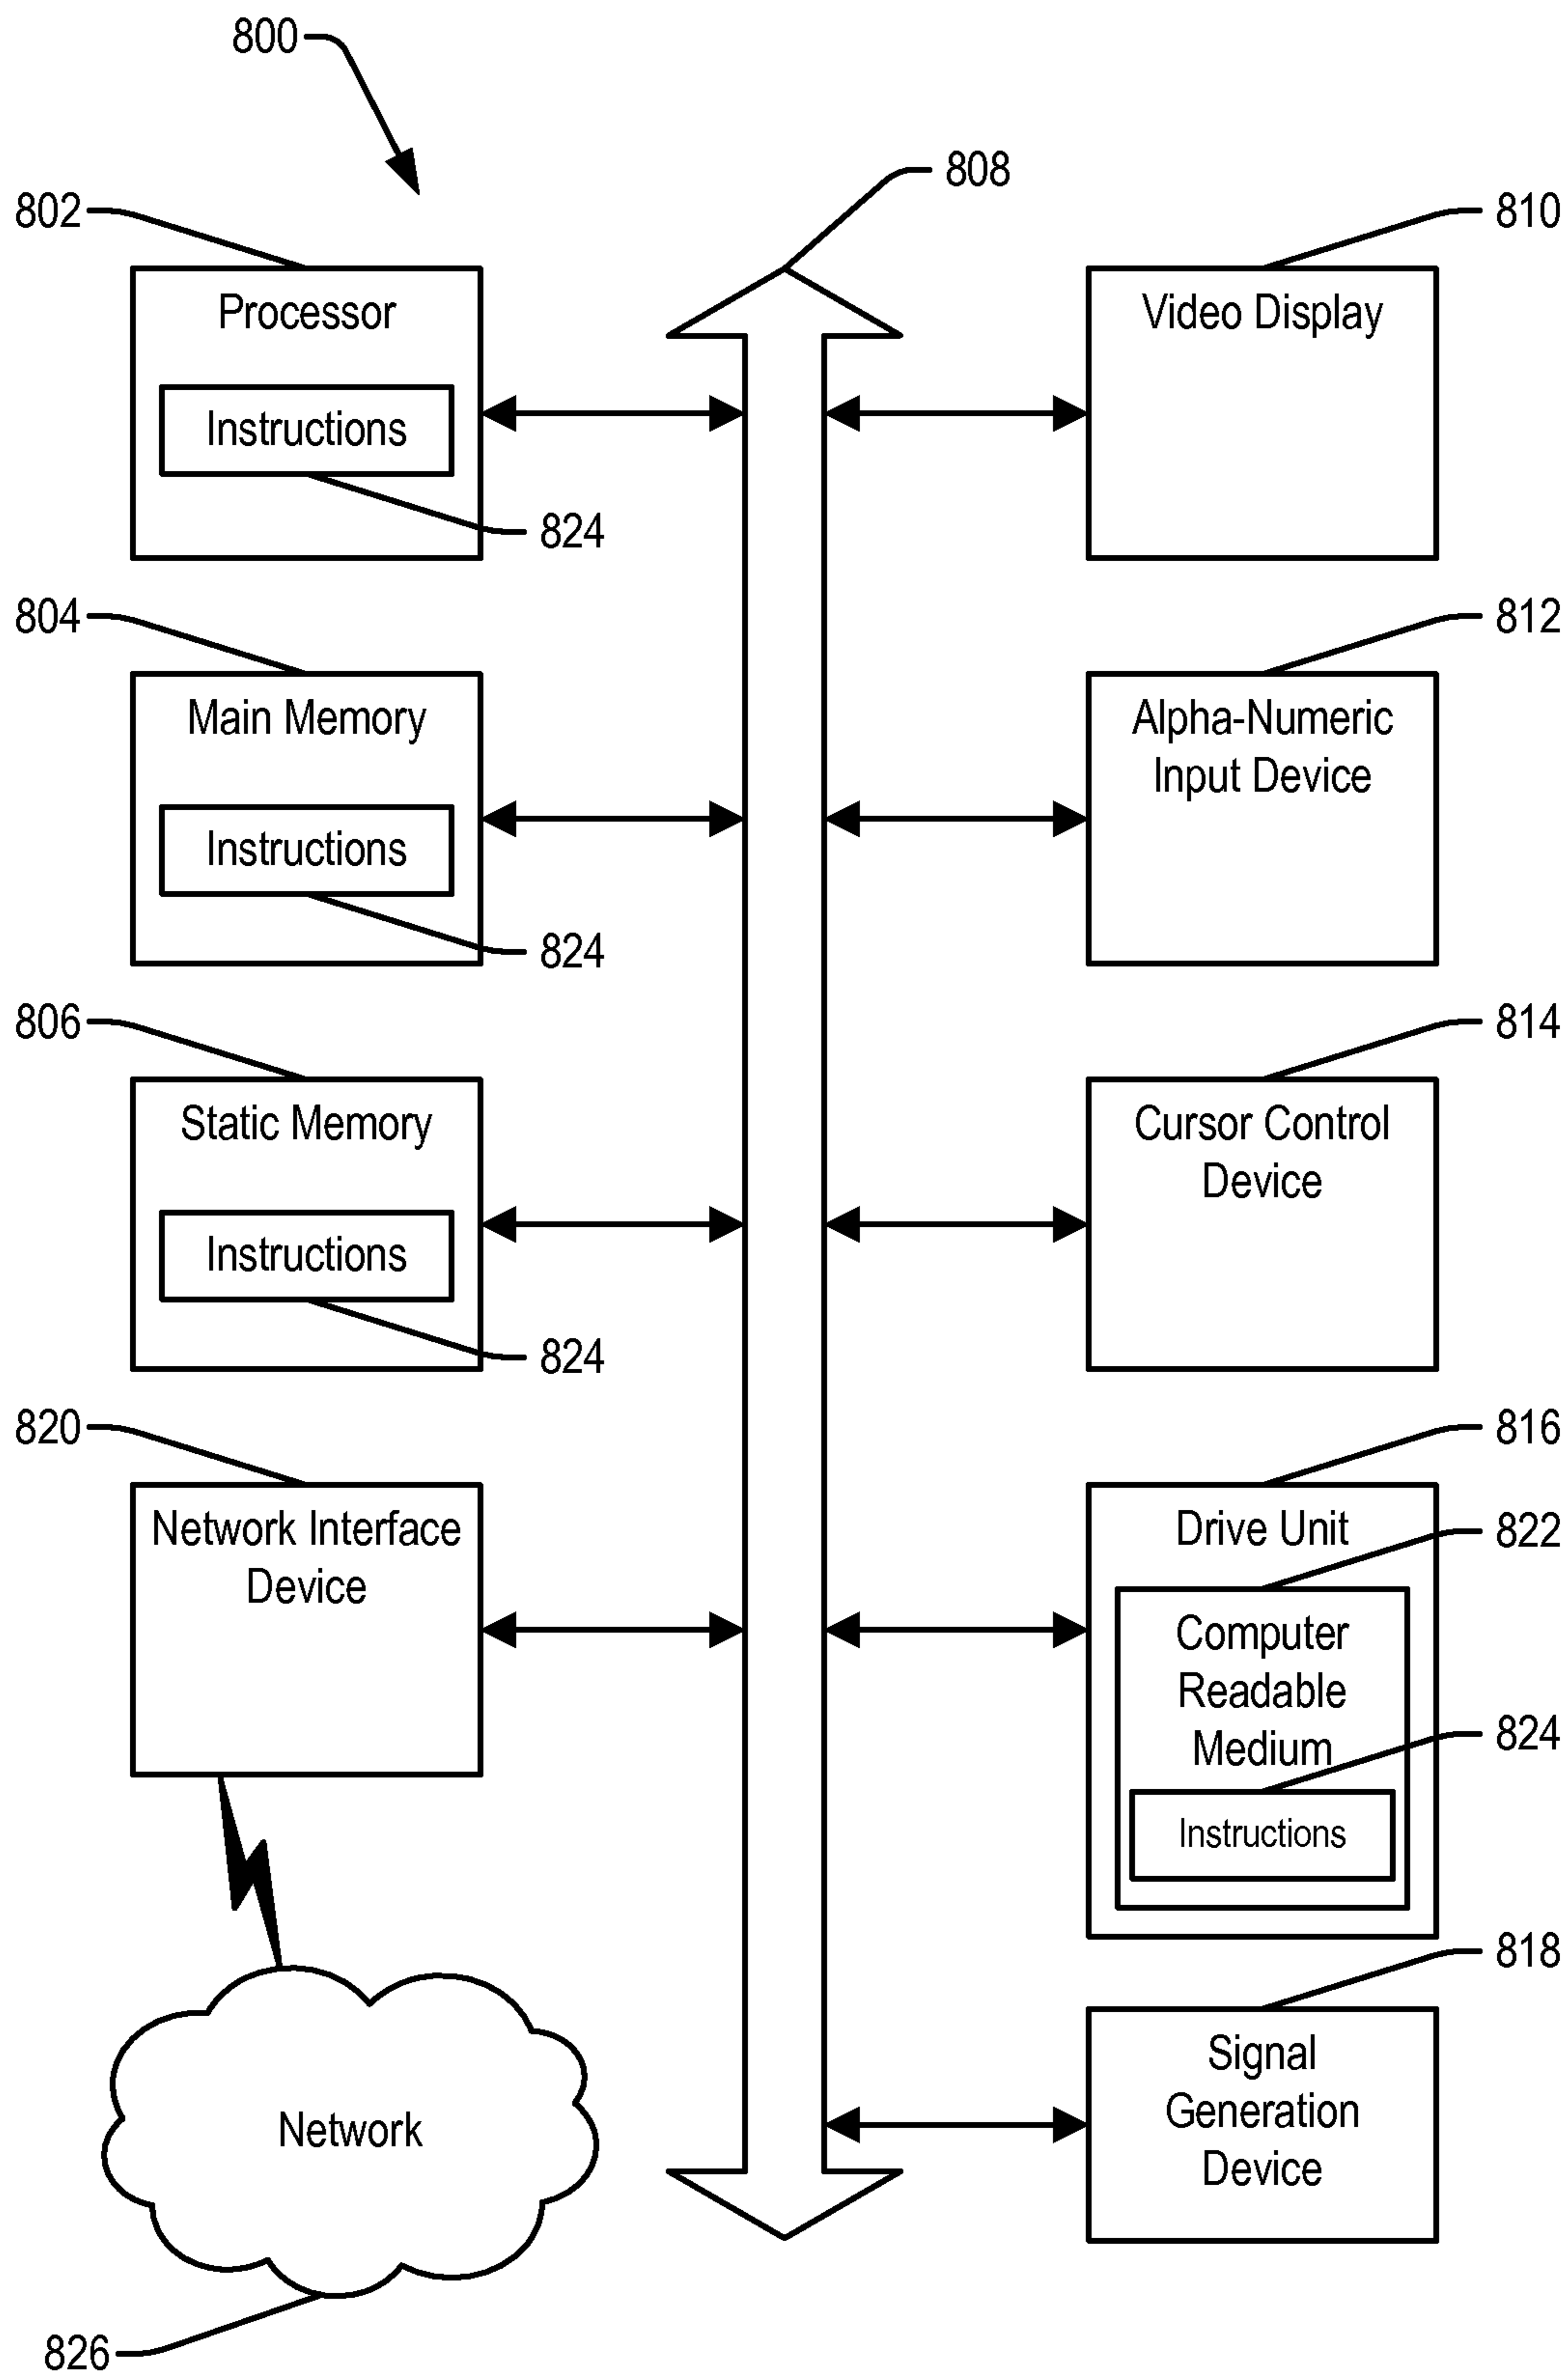 800
808
802
810
Processor
Instructions
824
Video Display
804
812
Main Memory
Instructions
824
Alpha-Numeric
Input Device
806
814
Static Memory
Instructions
824
Cursor Control
Device
820
816
Network Interface
Device
Drive Unit
822
Computer
Readable
Medium
824
Instructions
818
Signal
Generation
Device
Network
826